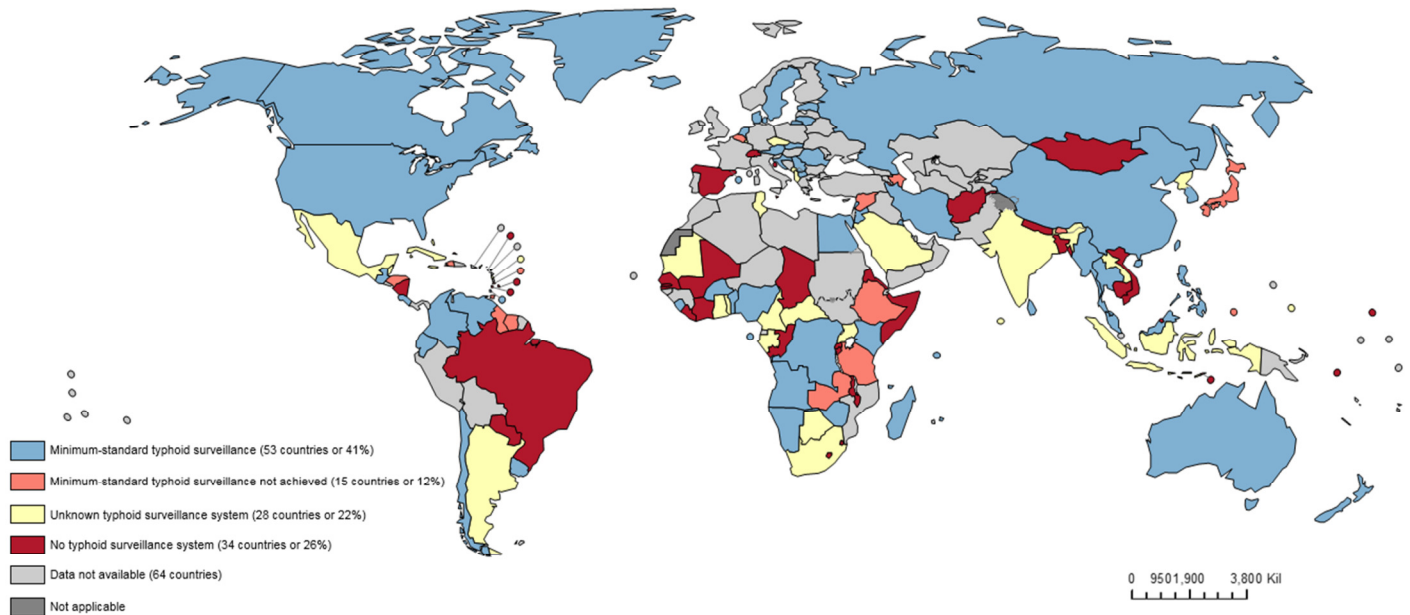 Minimum-standard typhoid surveillance (53 countries or 41%)
Minimum-standard typhoid surveillance not achieved (15 countries or 12%)
Unknown typhoid surveillance system (28 countries or 22%)
No typhoid surveillance system (34 countries or 26%)
Data not available (64 countries)
Not applicable
0 9501,900 3,800 Kil